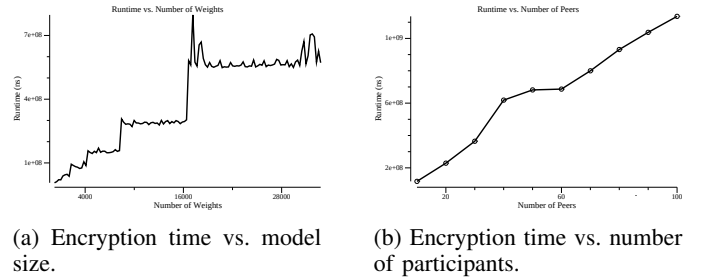 Runtime vs. Number of Weights
7e+08
4e+08
1e+08
Runtime (ns)
4000 16000 28000
Number of Weights
(a) Encryption time vs. model
size.
Runtime vs. Number of Peers
1e+09
6e+08
2e+08
Runtime (ns)
20 60 100
Number of Peers
(b) Encryption time vs. number
of participants.